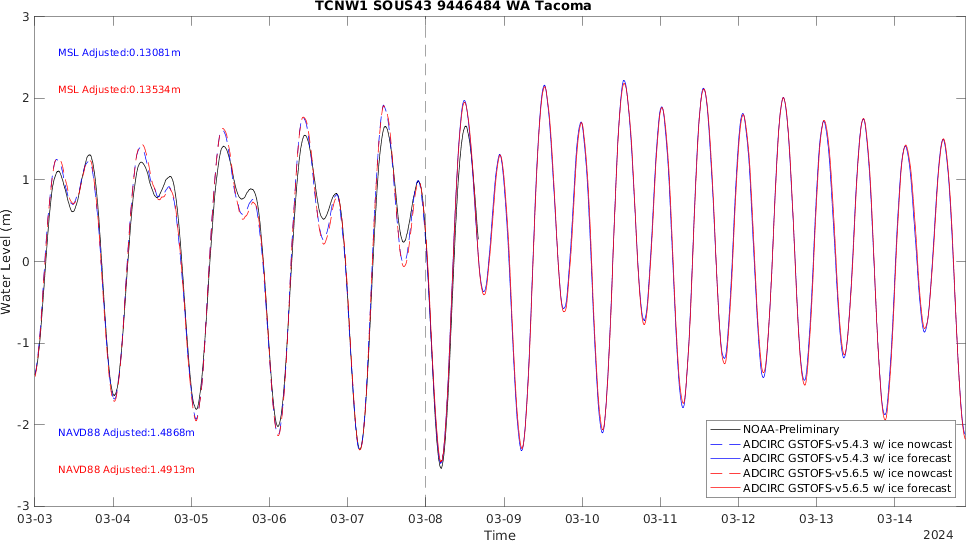 TCNW1 SOUS43 9446484 WA Tacoma
3
2
1
0
-1
-2
-3
Water Level (m)
MSL Adjusted:0.13081m
MSL Adjusted:0.13534m
NAVD88 Adjusted:1.4868m
NAVD88 Adjusted:1.4913m
NOAA-Preliminary
ADCIRC GSTOFS-v5.4.3 w/ ice nowcast
ADCIRC GSTOFS-v5.4.3 w/ ice forecast
ADCIRC GSTOFS-v5.6.5 w/ ice nowcast
ADCIRC GSTOFS-v5.6.5 w/ ice forecast
03-03 03-04 03-05 03-06 03-07 03-08 03-09 03-10 03-11 03-12 03-13 03-14
Time
2024